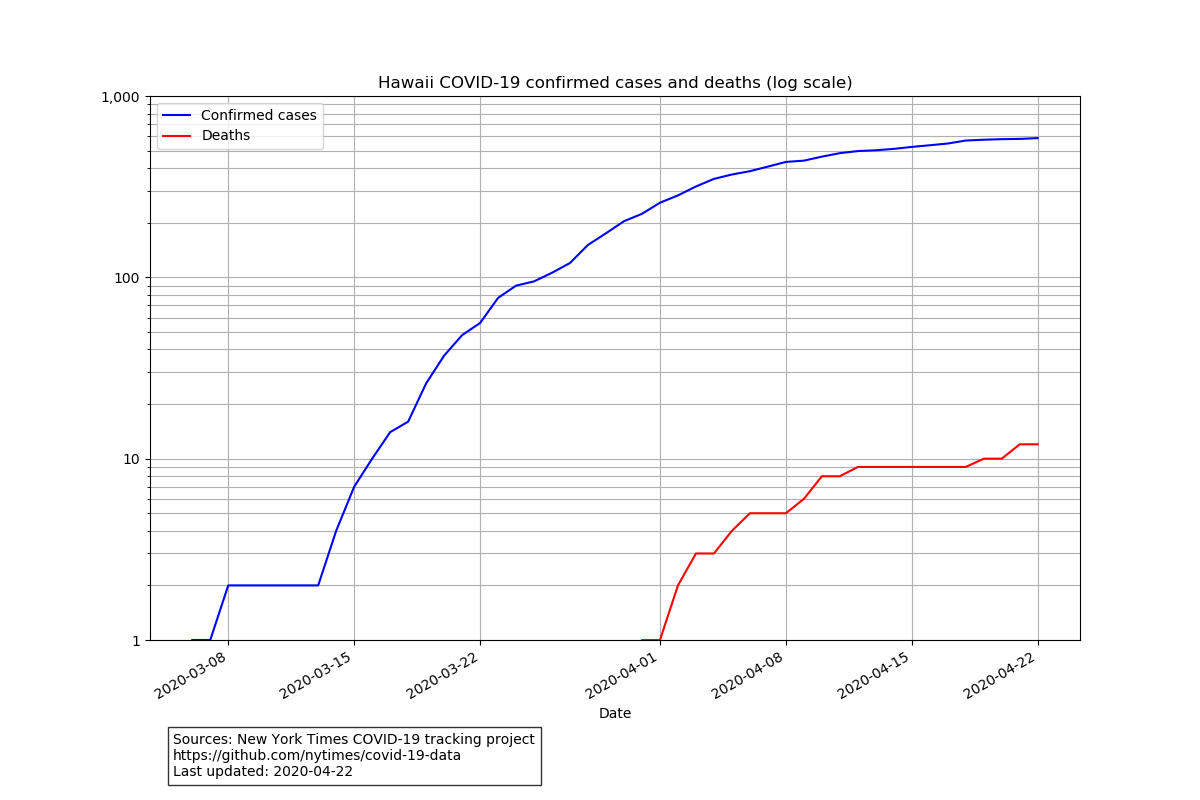 Hawaii COVID-19 confirmed cases and deaths (log scale)
1,000
Confirmed cases
Deaths
100
10
1
2020-03-08
2020-03-15
2020-03-22
2020-04-01
2020-04-08
2020-04-15
2020-04-22
Date
Sources: New York Times COVID-19 tracking project
https://github.com/nytimes/covid-19-data
Last updated: 2020-04-22